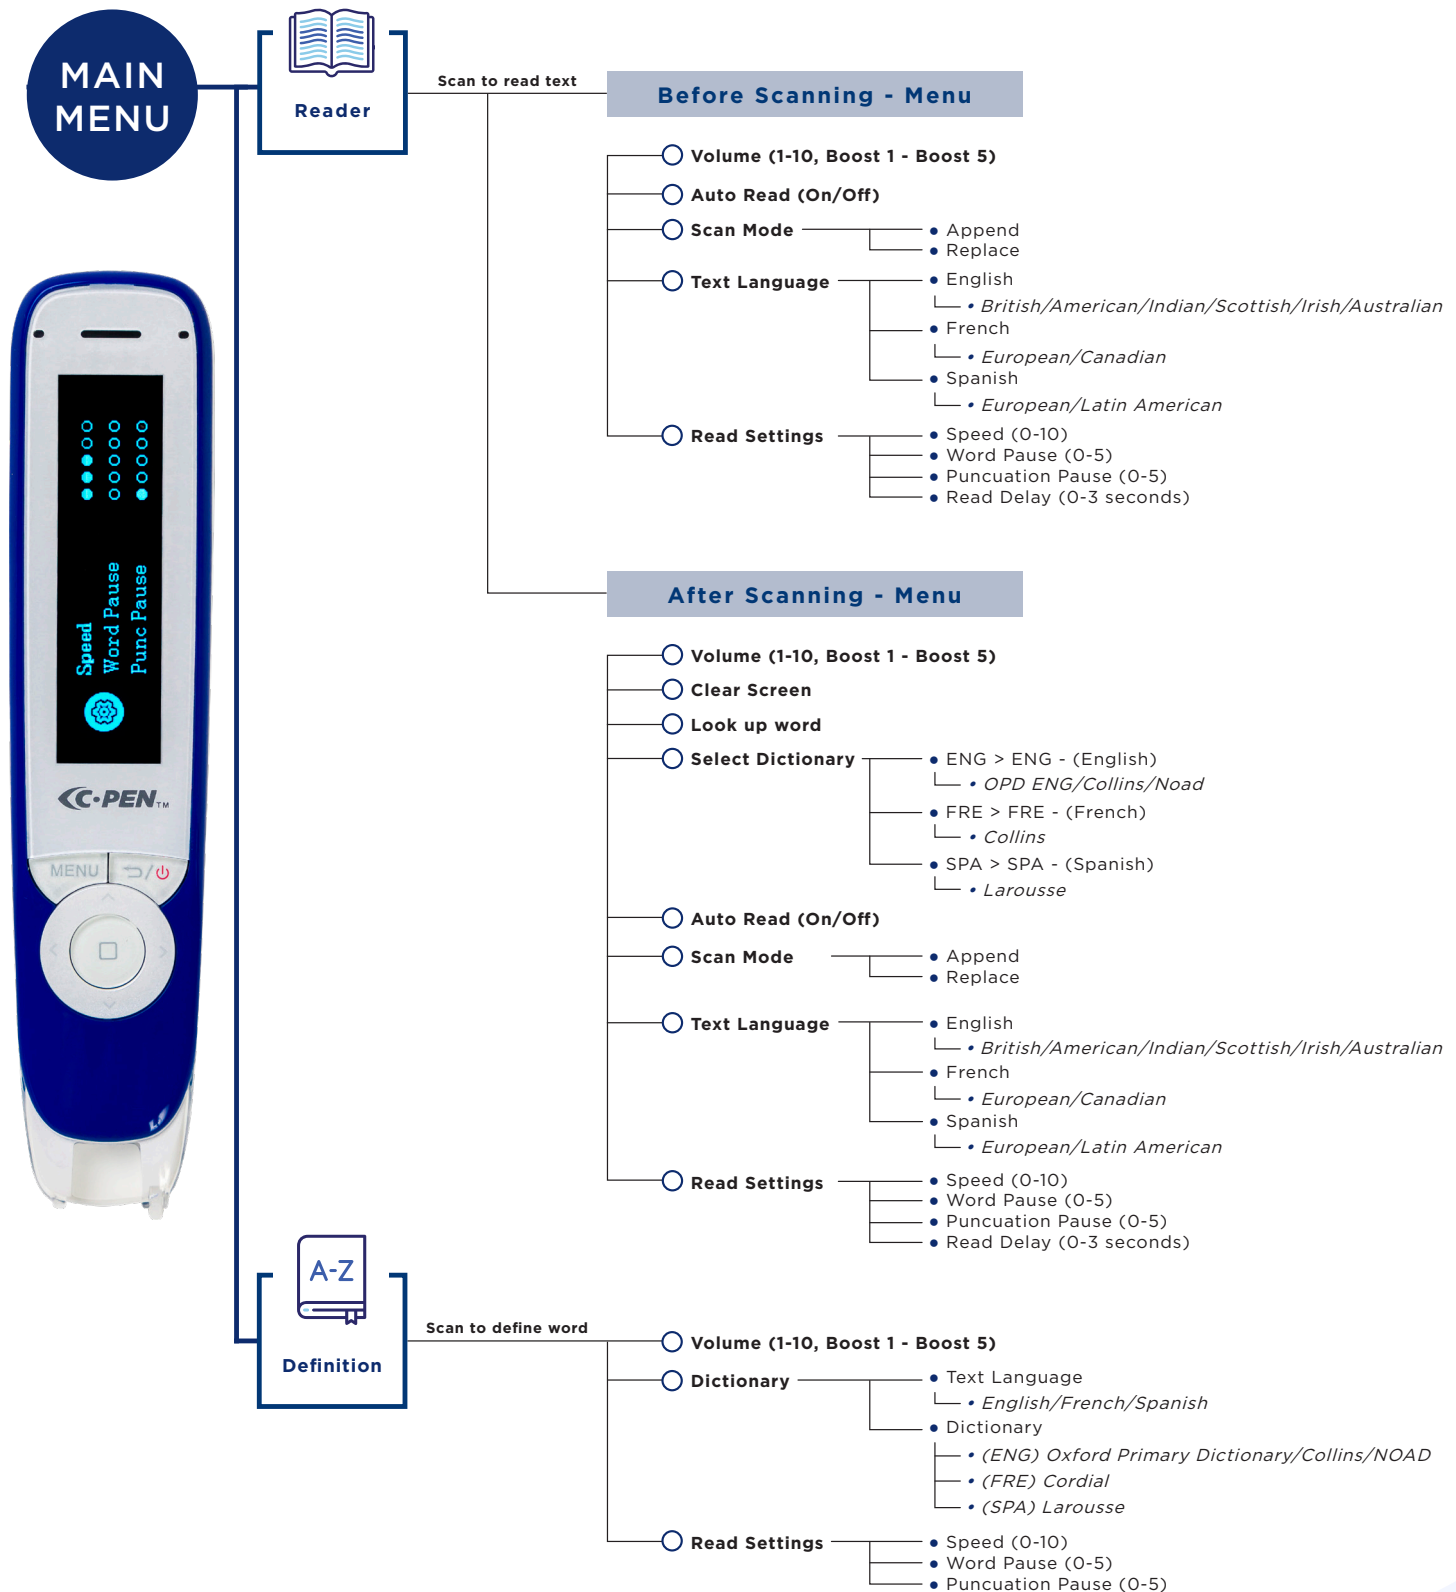 MAIN
MENU
Reader
Scan to read text
Before Scanning - Menu
Volume (1-10, Boost 1 - Boost 5)
Auto Read (On/Off)
Scan Mode
Append
Replace
Text Language
English
British/American/Indian/Scottish/Irish/Australian
French
European/Canadian
Spanish
European/Latin American
Read Settings
Speed (0-10)
Word Pause (0-5)
Puncuation Pause (0-5)
Read Delay (0-3 seconds)
Speed
Word Pause
Punc Pause
C·PEN TM
MENU
After Scanning - Menu
Volume (1-10, Boost 1 - Boost 5)
Clear Screen
Look up word
Select Dictionary
ENG > ENG - (English)
OPD ENG/Collins/Noad
FRE > FRE - (French)
Collins
SPA > SPA - (Spanish)
Larousse
Auto Read (On/Off)
Scan Mode
Append
Replace
Text Language
English
British/American/Indian/Scottish/Irish/Australian
French
European/Canadian
Spanish
European/Latin American
Read Settings
Speed (0-10)
Word Pause (0-5)
Puncuation Pause (0-5)
Read Delay (0-3 seconds)
A-Z
Definition
Scan to define word
Volume (1-10, Boost 1 - Boost 5)
Dictionary
Text Language
English/French/Spanish
Dictionary
(ENG) Oxford Primary Dictionary/Collins/NOAD
(FRE) Cordial
(SPA) Larousse
Read Settings
Speed (0-10)
Word Pause (0-5)
Puncuation Pause (0-5)